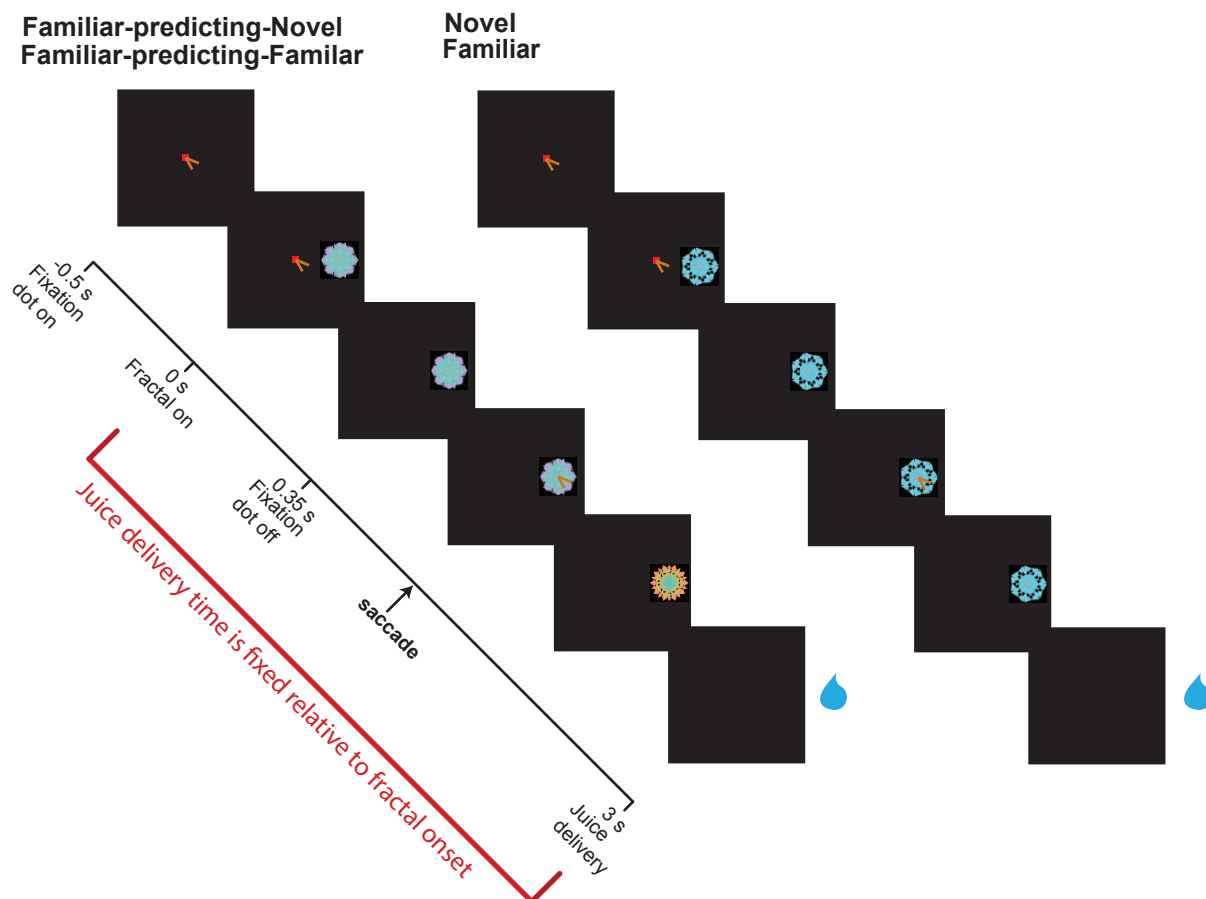 Familiar-predicting-Novel
Familiar-predicting-Familar
Novel
Familiar
-0.5 s
Fixation
dot on
0 s
Fractal on
0.35 s
Fixation
dot off
saccade
3 s
Juice
delivery
Juice delivery time is fixed relative to fractal onset